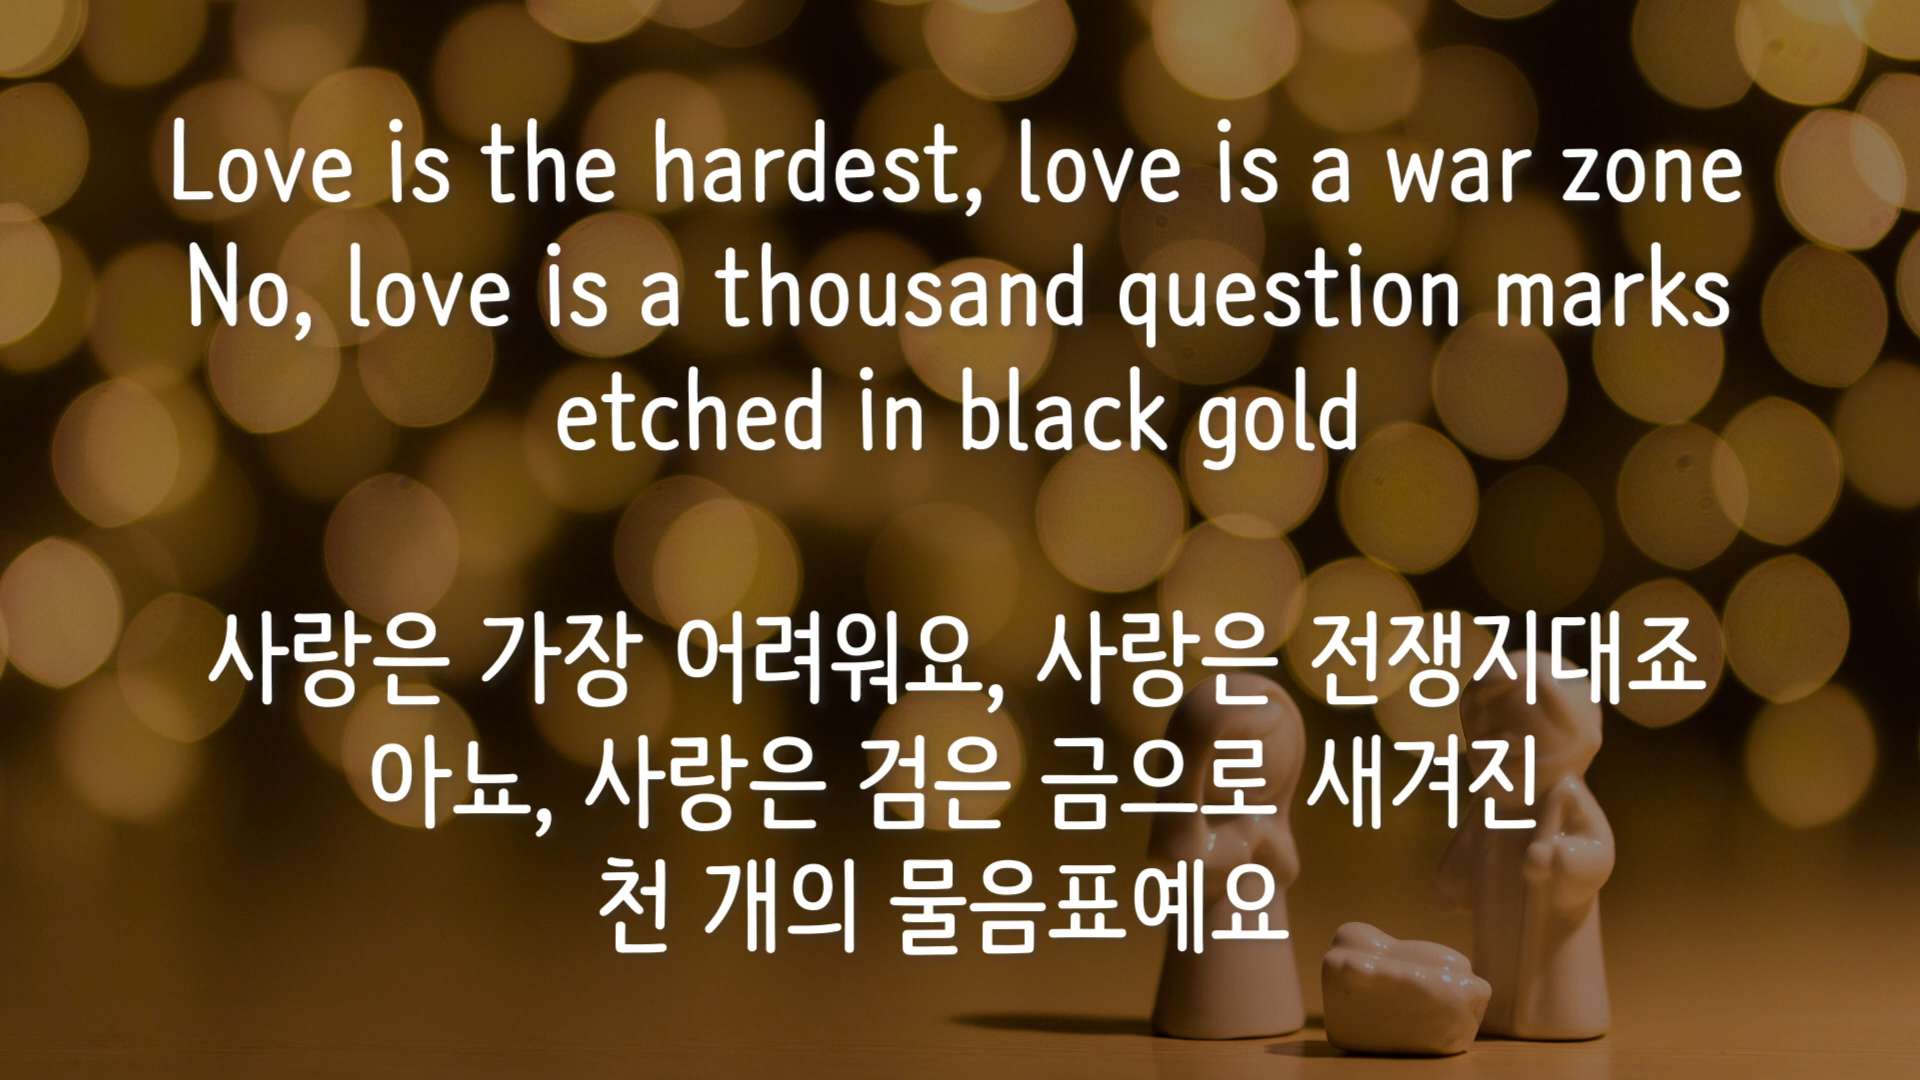 Love is the hardest, love is a war zone
No, love is a thousand question marks
etched in black gold
사랑은 가장 어려워요, 사랑은 전쟁지대죠
아뇨, 사랑은 검은 금으로 새겨진
천 개의 물음표예요